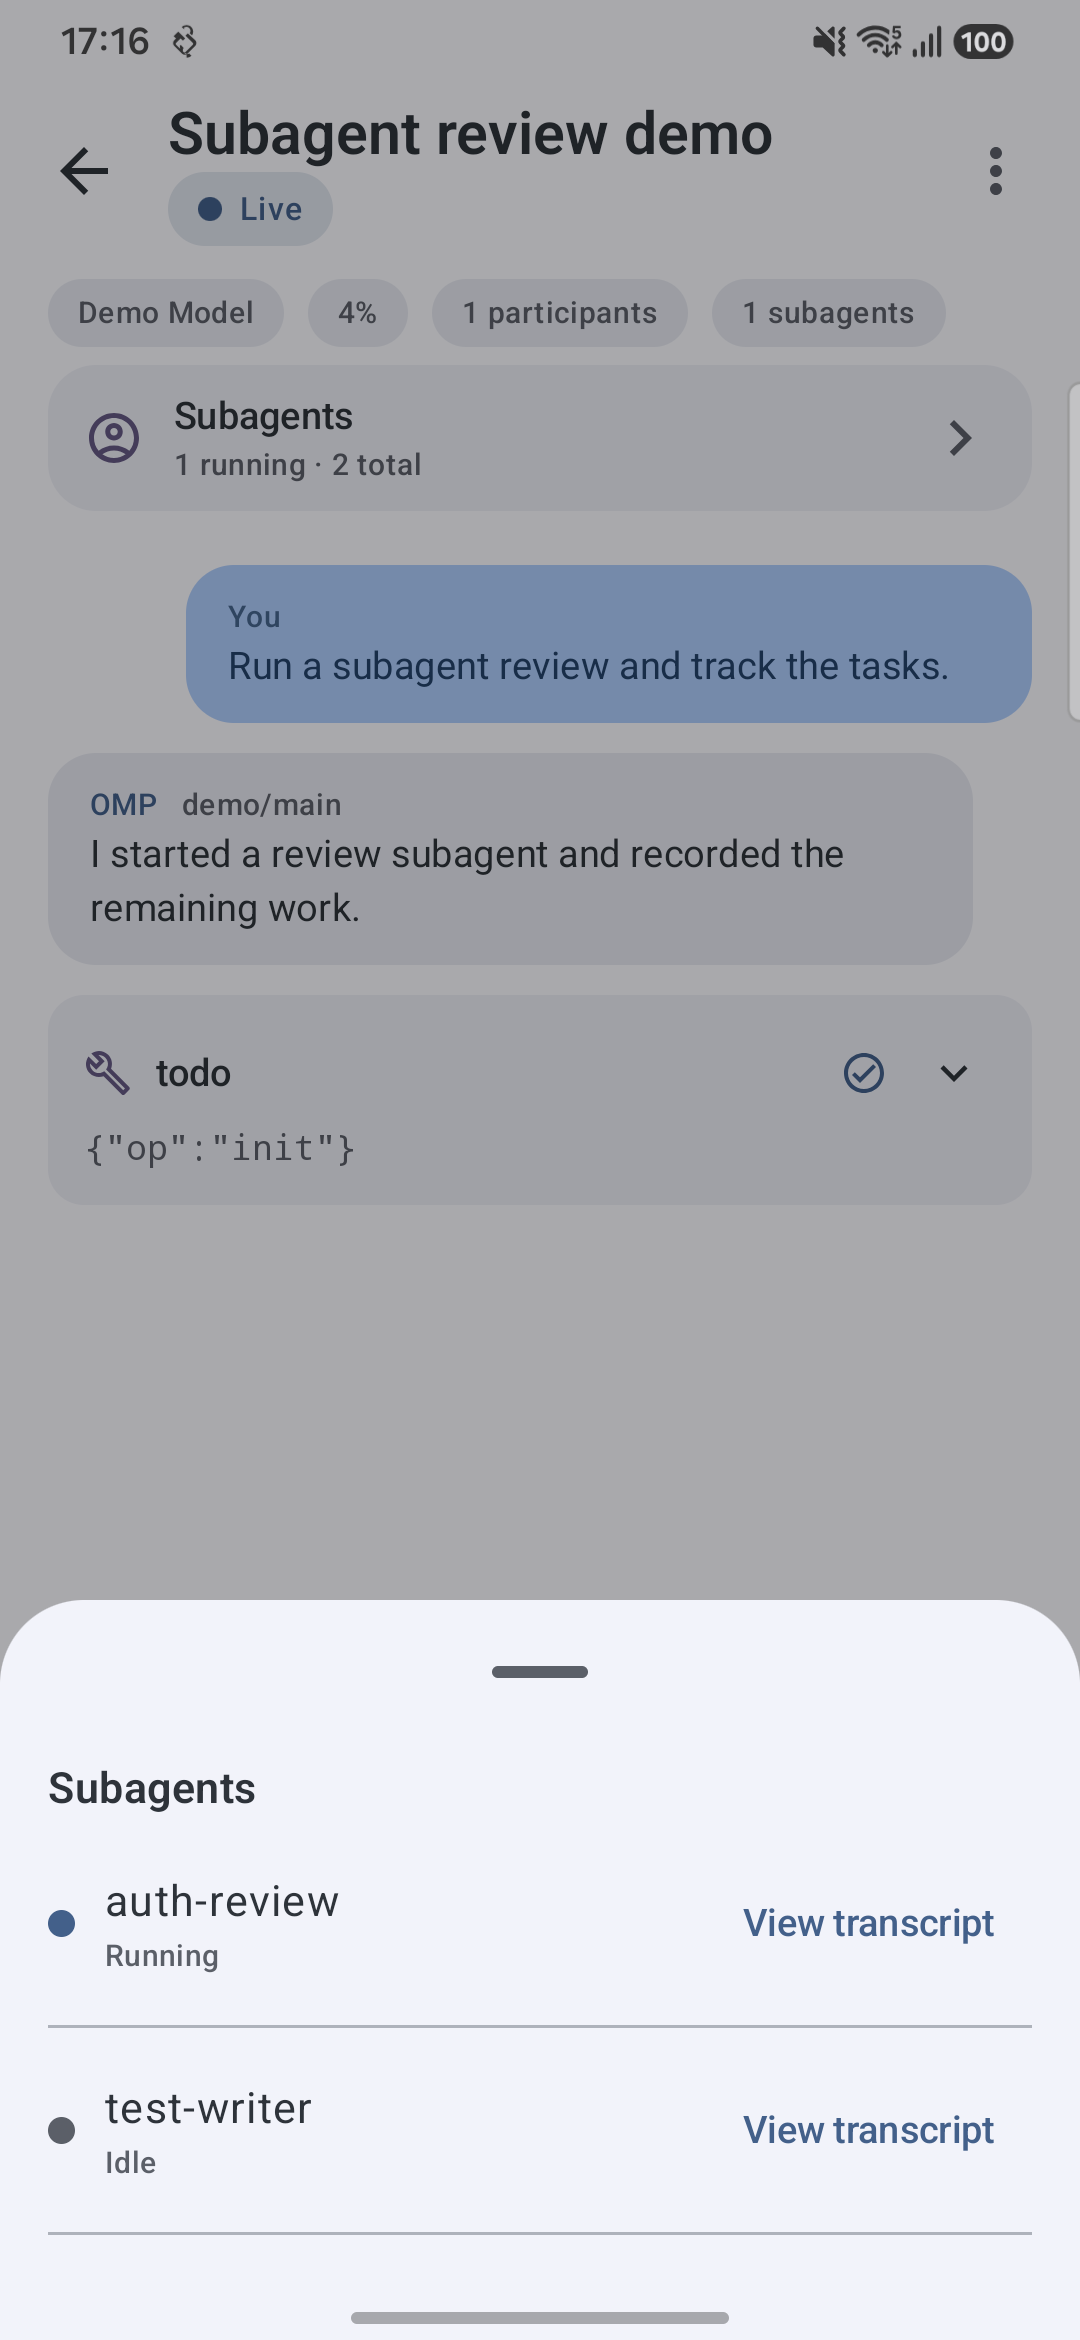 17:16
5
100
Subagent review demo
Live
Demo Model
4%
1 participants
1 subagents
Subagents
1 running · 2 total
You
Run a subagent review and track the tasks.
OMP demo/main
I started a review subagent and recorded the
remaining work.
todo
{"op":"init"}
Subagents
auth-review
Running
View transcript
test-writer
Idle
View transcript